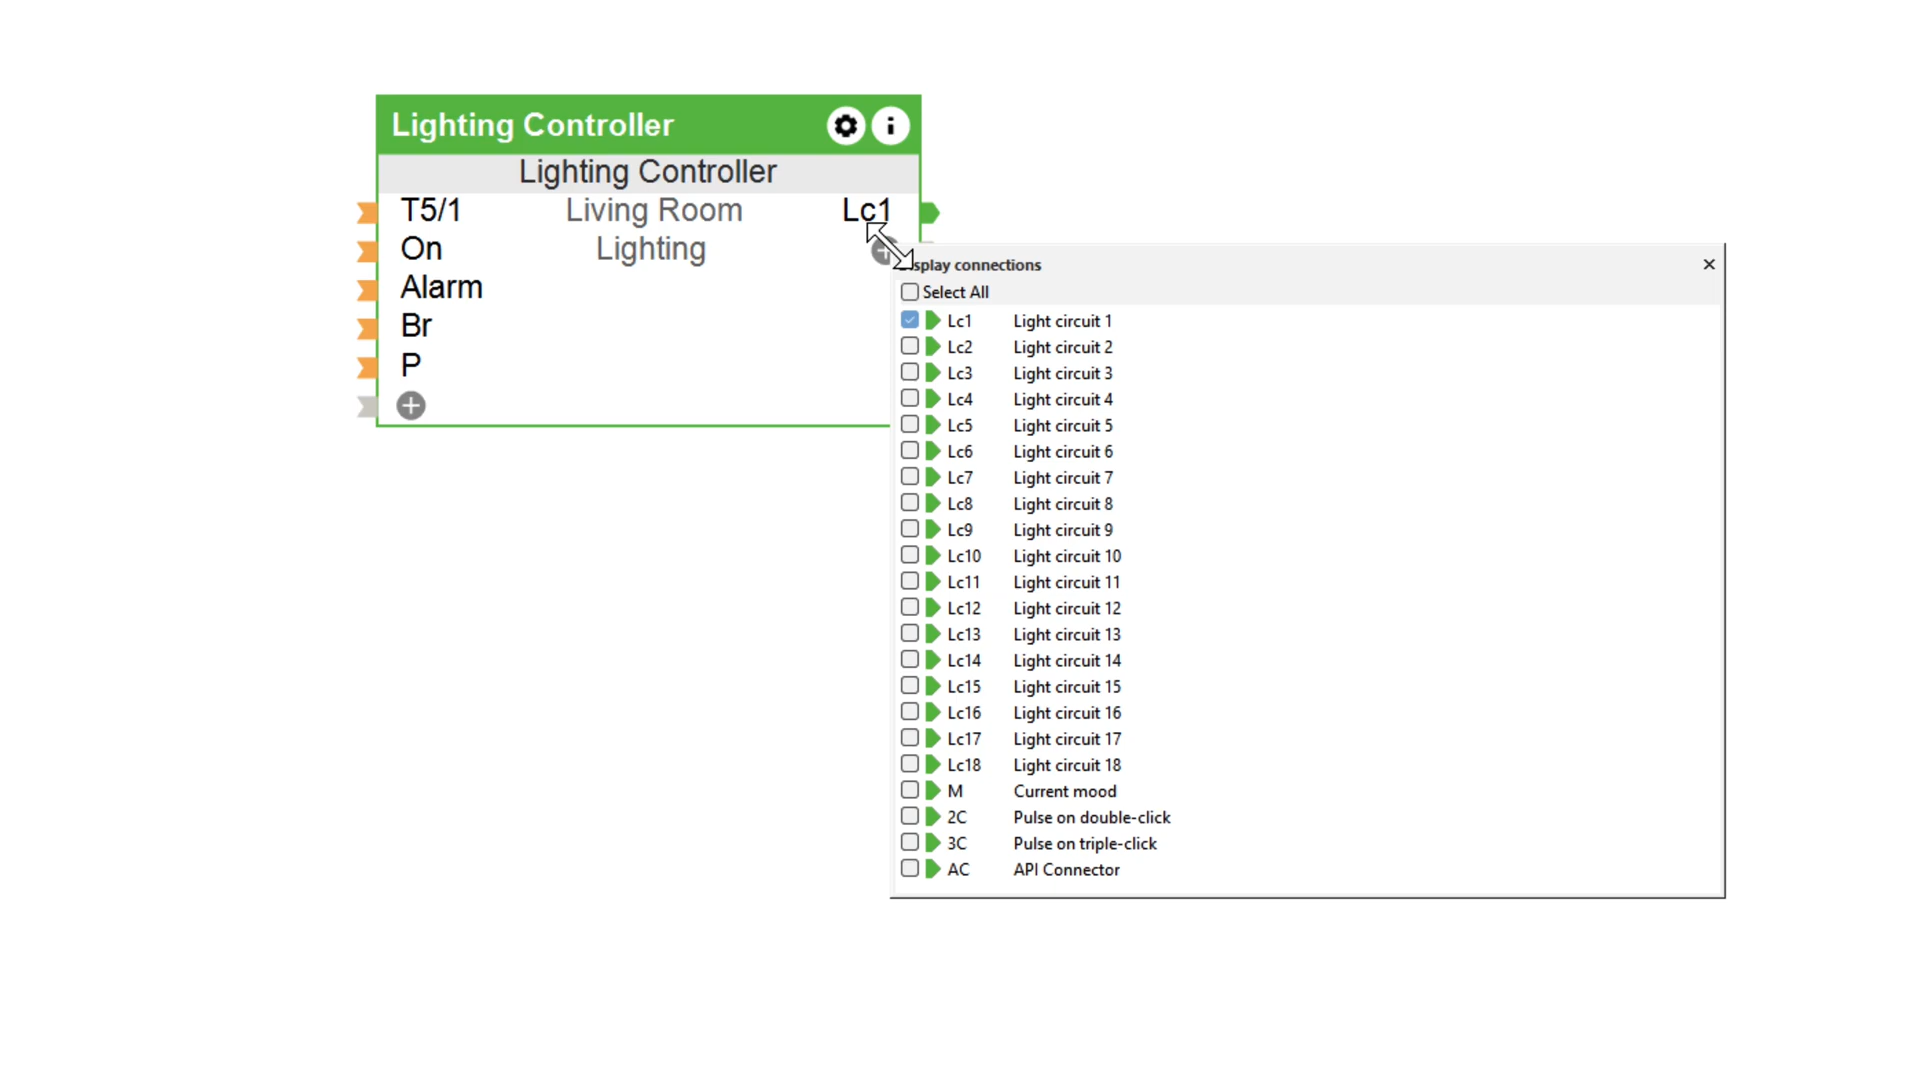 Lighting Controller
Lighting Controller
T5/1 Living Room Lc1
On Lighting
Alarm
Br
P
connections
Select All
Lc1 Light circuit 1
Lc2 Light circuit 2
Lc3 Light circuit 3
Lc4 Light circuit 4
Lc5 Light circuit 5
Lc6 Light circuit 6
Lc7 Light circuit 7
Lc8 Light circuit 8
Lc9 Light circuit 9
Lc10 Light circuit 10
Lc11 Light circuit 11
Lc12 Light circuit 12
Lc13 Light circuit 13
Lc14 Light circuit 14
Lc15 Light circuit 15
Lc16 Light circuit 16
Lc17 Light circuit 17
Lc18 Light circuit 18
M Current mood
2C Pulse on double-click
3C Pulse on triple-click
AC API Connector